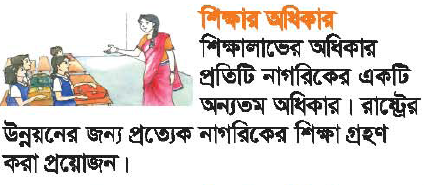 শিক্ষার অধিকার
শিক্ষালাভের অধিকার
প্রতিটি নাগরিকের একটি
অন্যতম অধিকার। রাষ্ট্রের
উন্নয়নের জন্য প্রত্যেক নাগরিকের শিক্ষা গ্রহণ
করা প্রয়োজন।